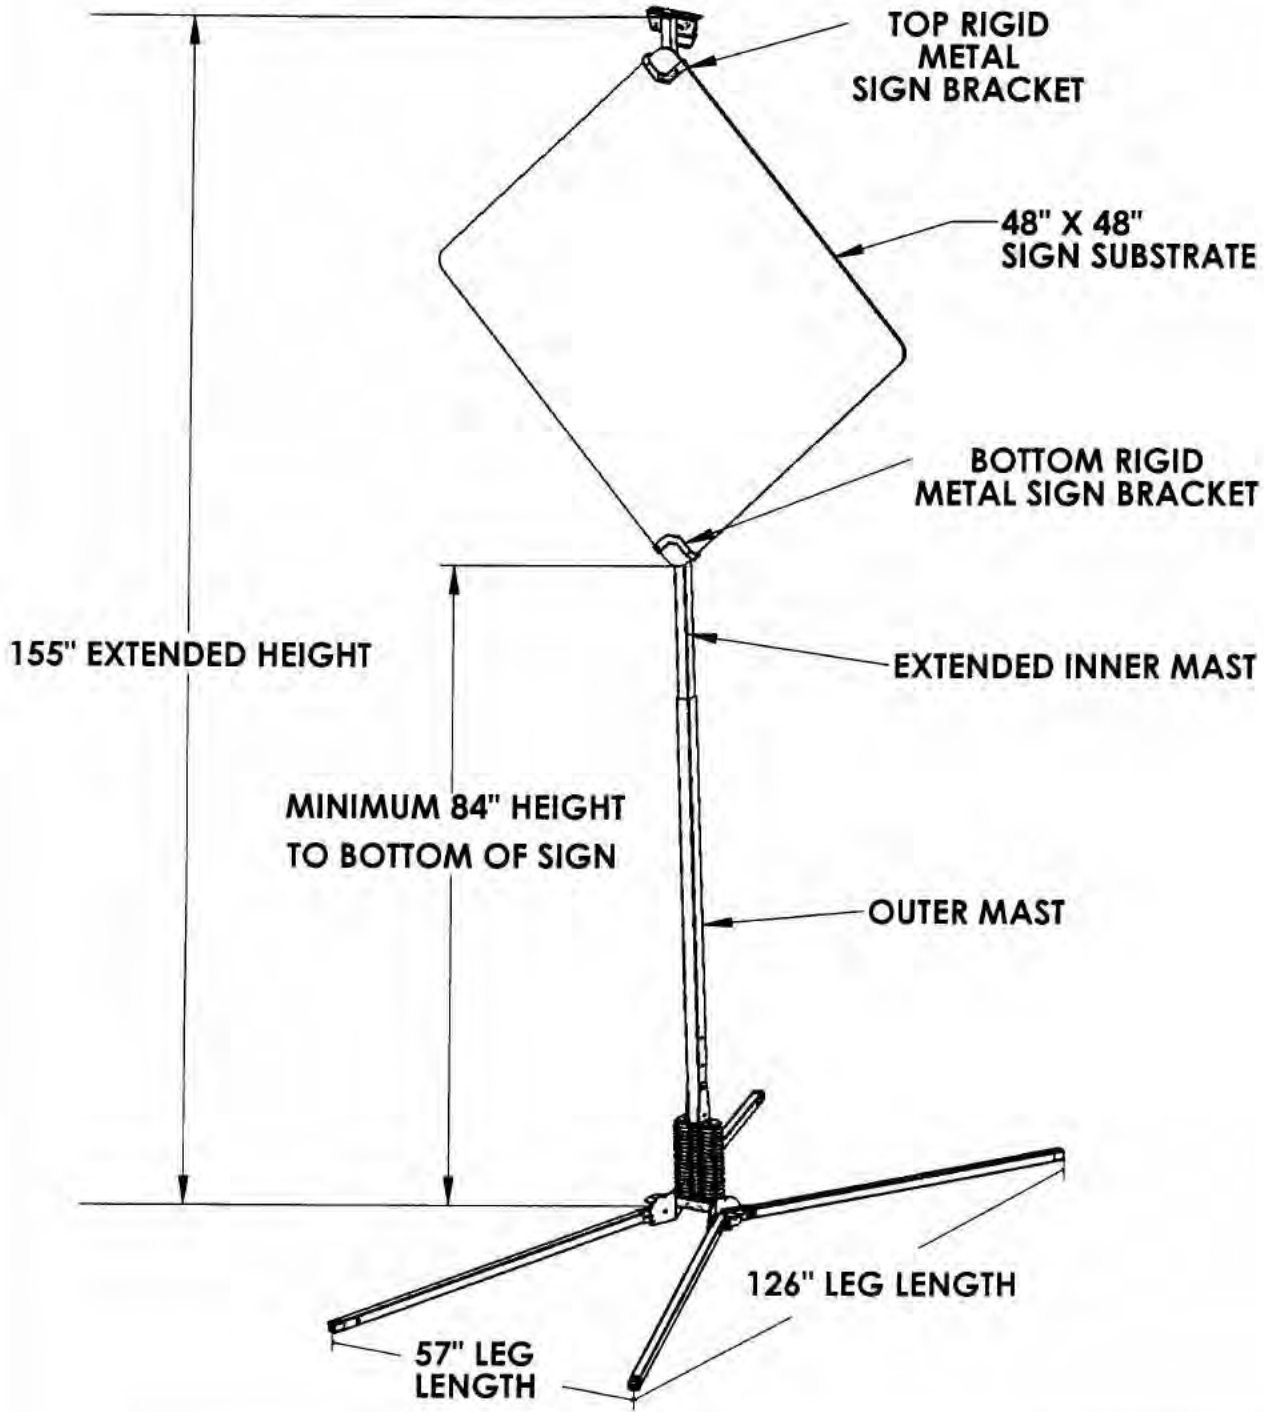 TOP RIGID
METAL
SIGN BRACKET
48" X 48"
SIGN SUBSTRATE
BOTTOM RIGID
METAL SIGN BRACKET
155" EXTENDED HEIGHT
EXTENDED INNER MAST
MINIMUM 84" HEIGHT
TO BOTTOM OF SIGN
OUTER MAST
126" LEG LENGTH
57" LEG
LENGTH